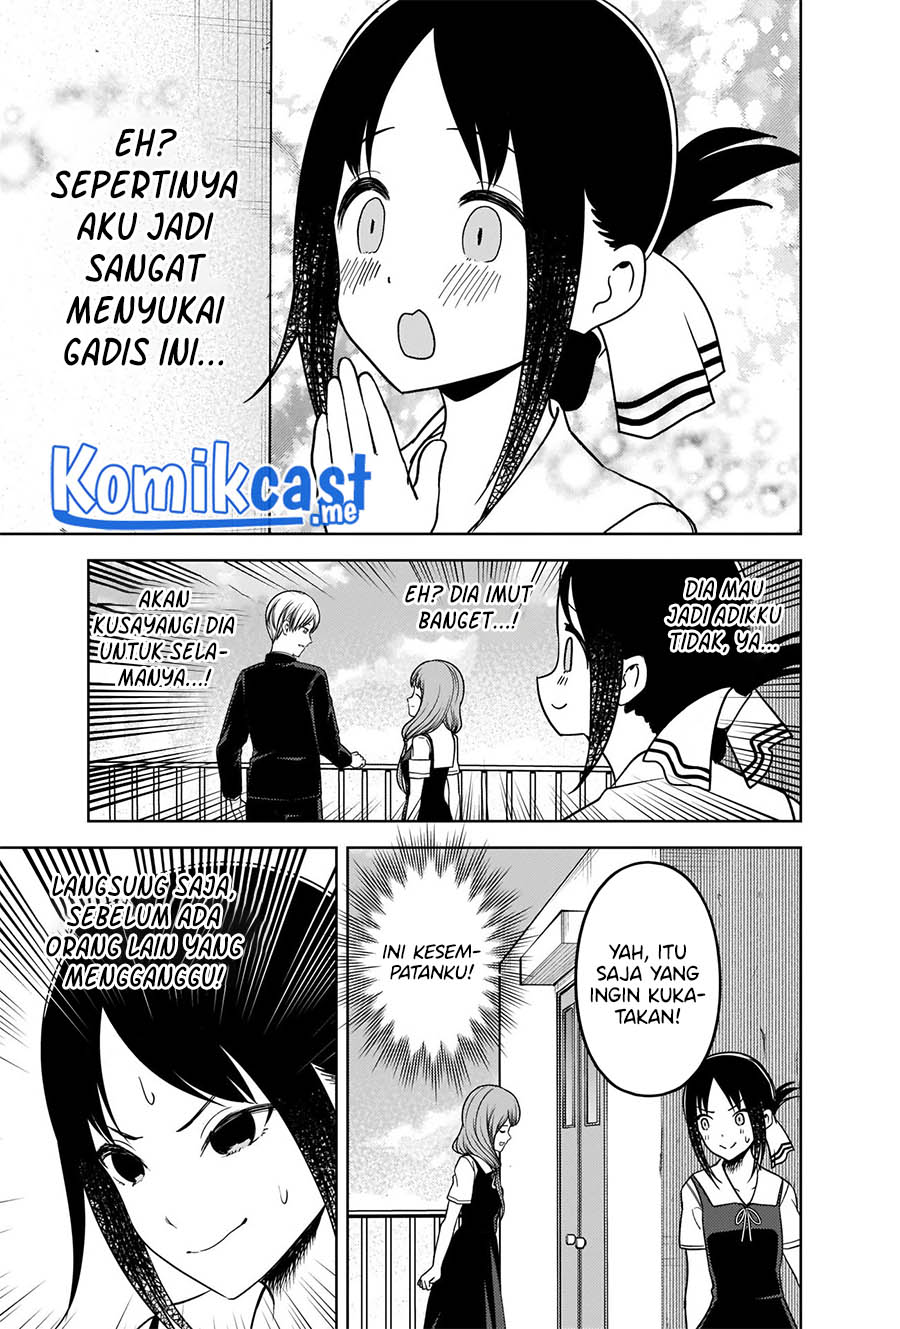 EH?
SEPERTINYA
AKU JADI
SANGAT
MENYUKAI
GADIS INI...
Komikcast
.me
DIA MAU
JADI ADIKKU
TIDAK, YA...
EH? DIA IMUT
BANGET...!
AKAN
KUSAYANGI DIA
UNTUK SELA-
MANYA...!
YAH, ITU
SAJA YANG
INGIN KUKA-
TAKAN!
INI KESEM-
PATANKU!
LANGSUNG SAJA,
SEBELUM ADA
ORANG LAIN YANG
MENGGANGGU!